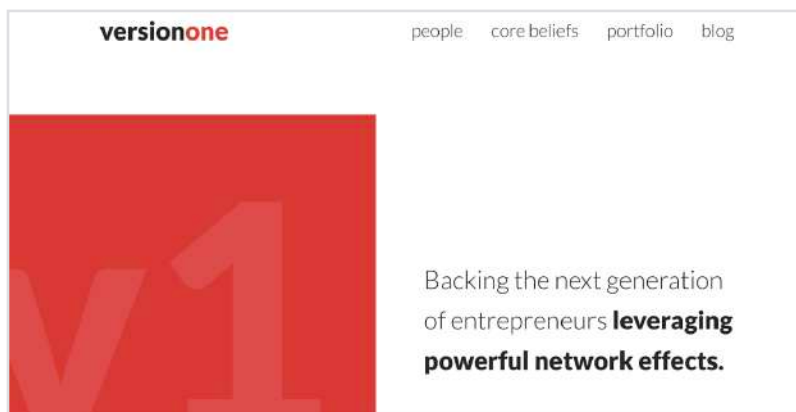 versionone
people core beliefs portfolio blog
v1
Backing the next generation
of entrepreneurs leveraging
powerful network effects.